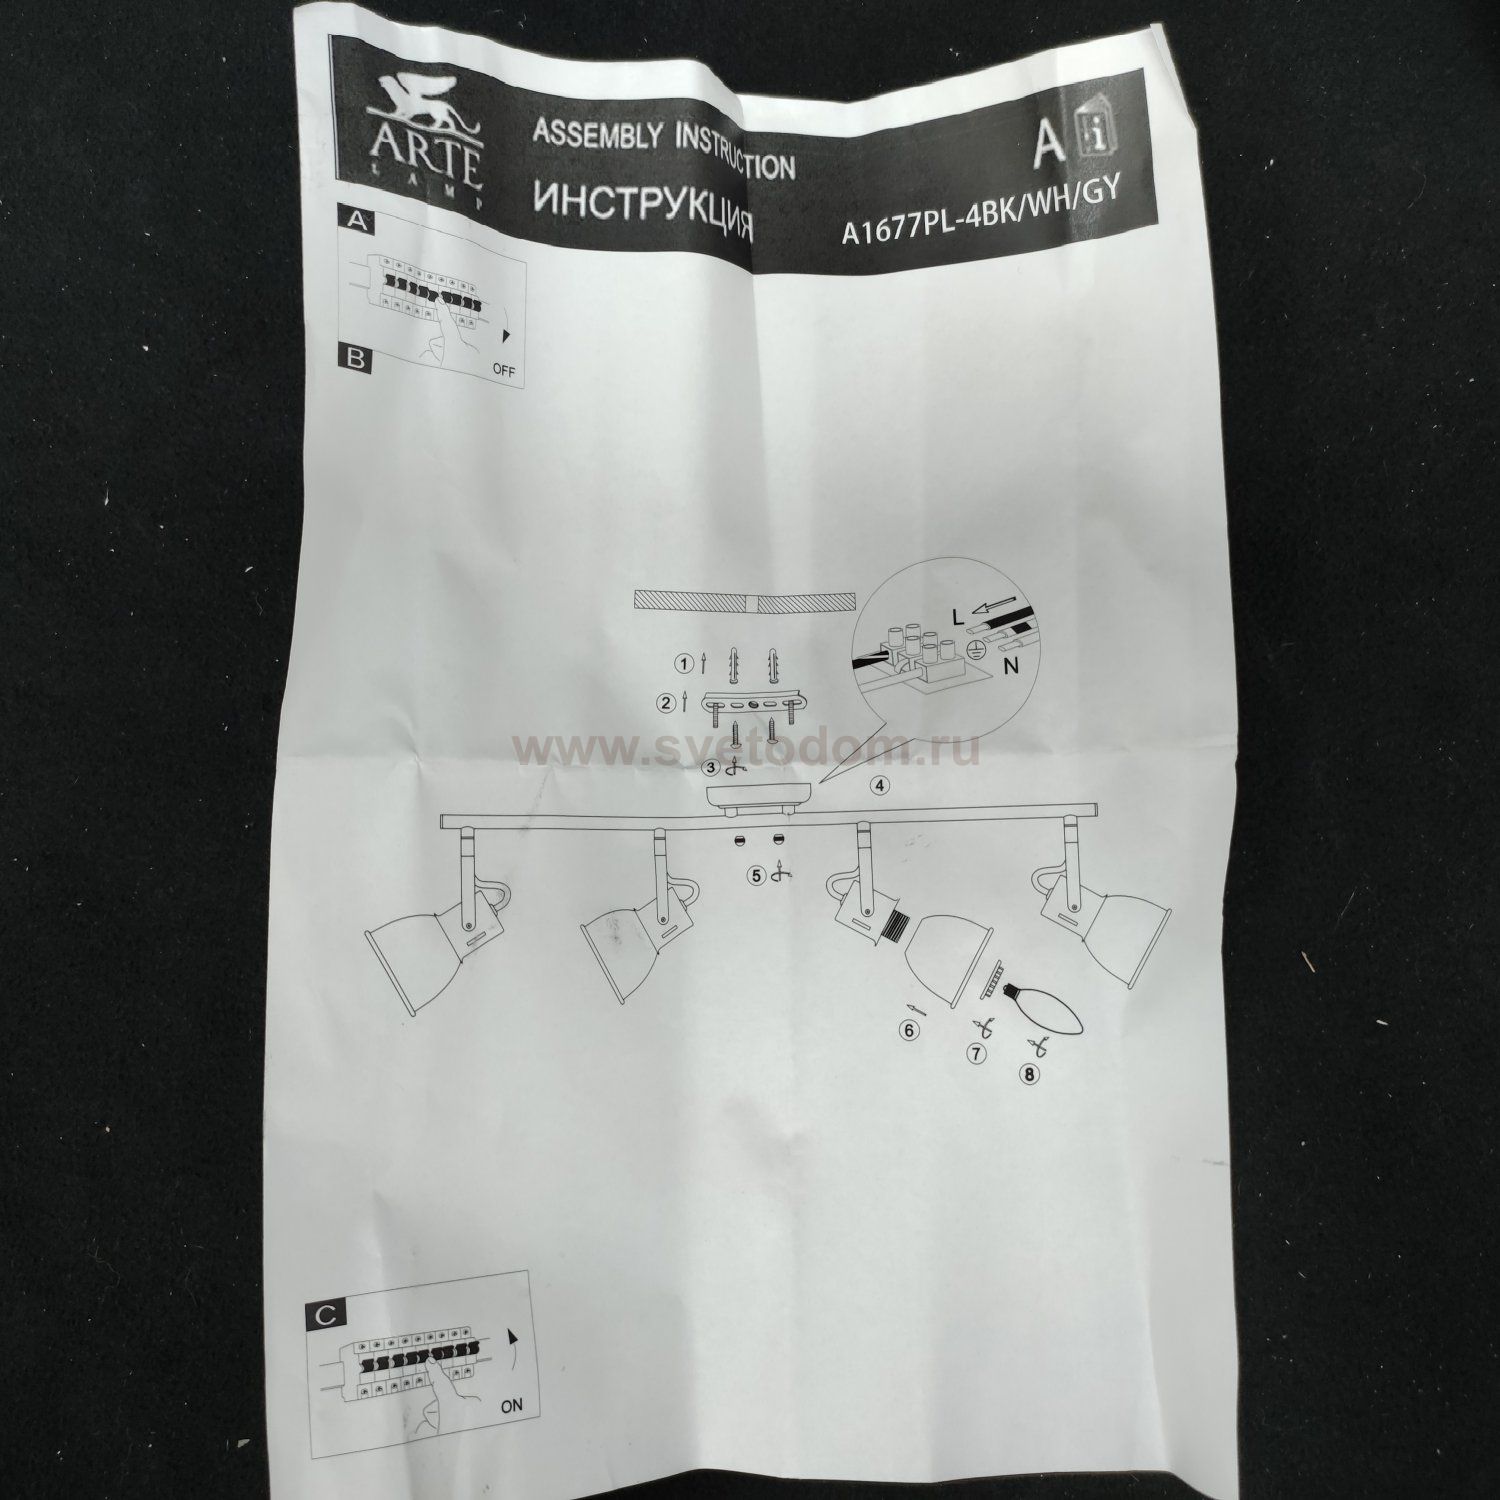 ARTE
LAMP
ASSEMBLY INSTRUCTION
ИНСТРУКЦИЯ
A i
A1677PL-4BK/WH/GY
A
OFF
B
L
N
1
2
www.svetodom.ru
3
4
5
6
7
8
C
ON